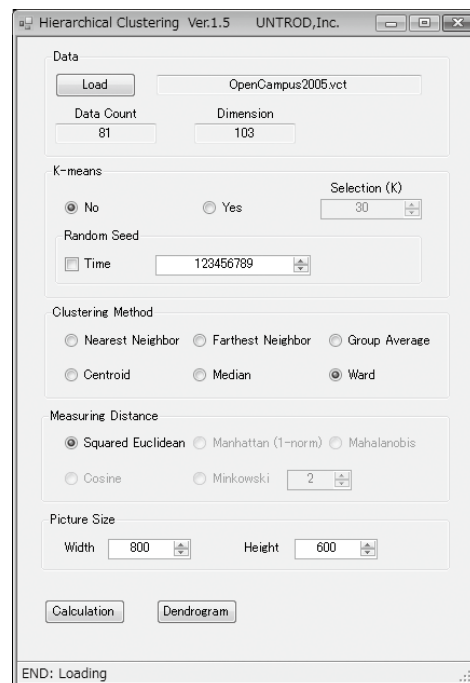 Hierarchical Clustering Ver.1.5 UNTROD,Inc.
Data
Load OpenCampus2005.vct
Data Count Dimension
81 103
K-means
Selection (K)
No Yes 30
Random Seed
Time 123456789
Clustering Method
Nearest Neighbor Farthest Neighbor Group Average
Centroid Median Ward
Measuring Distance
Squared Euclidean Manhattan (1-norm) Mahalanobis
Cosine Minkowski 2
Picture Size
Width 800 Height 600
Calculation Dendrogram
END: Loading